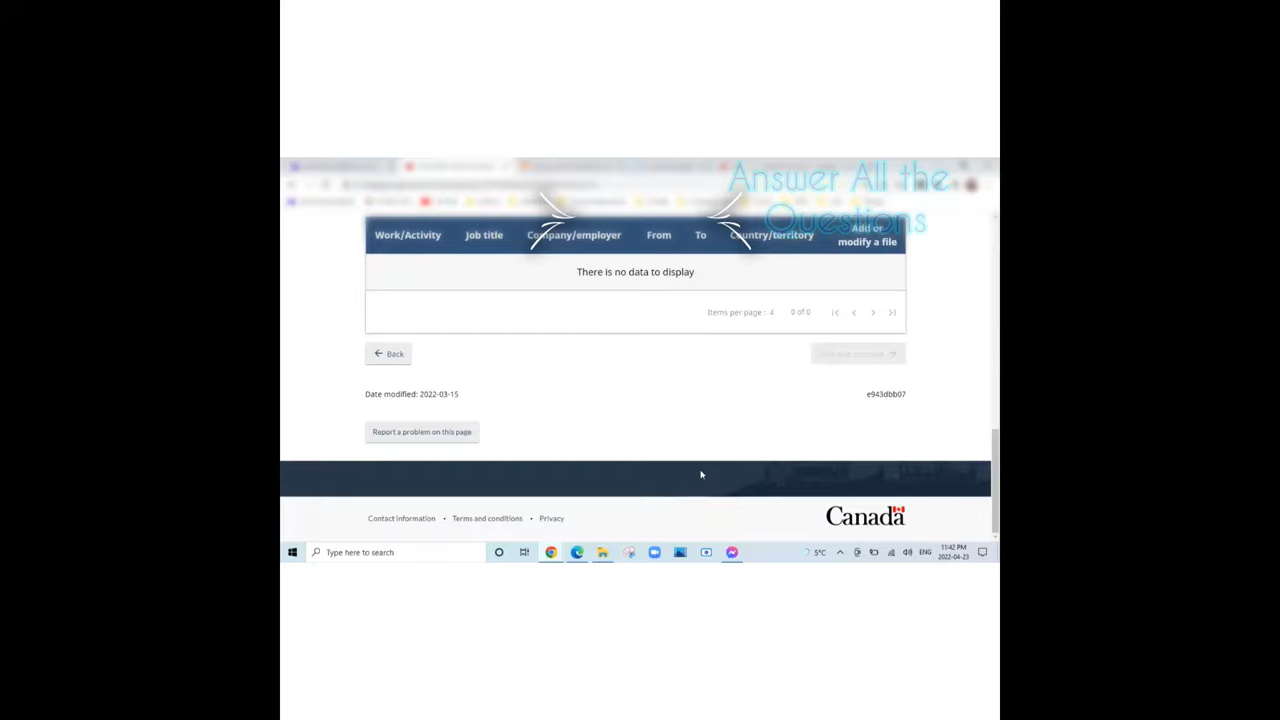 Answer All the
Questions
Work/Activity Job title Company/employer From To Country/territory Add or
modify a file
There is no data to display
Items per page : 4 0 of 0
Back
Date modified: 2022-03-15 e943dbb07
Report a problem on this page
Contact information • Terms and conditions • Privacy
Canada
Type here to search
5°C ENG 11:42 PM
2022-04-23